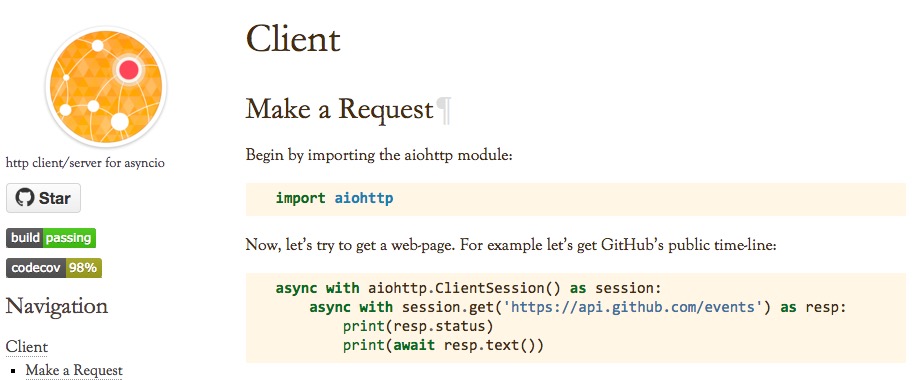 http client/server for asyncio
Star
build passing
codecov 98%
Navigation
Client
Make a Request
Client
Make a Request¶
Begin by importing the aiohttp module:
import aiohttp
Now, let’s try to get a web-page. For example let’s get GitHub’s public time-line:
async with aiohttp.ClientSession() as session:
    async with session.get('https://api.github.com/events') as resp:
        print(resp.status)
        print(await resp.text())